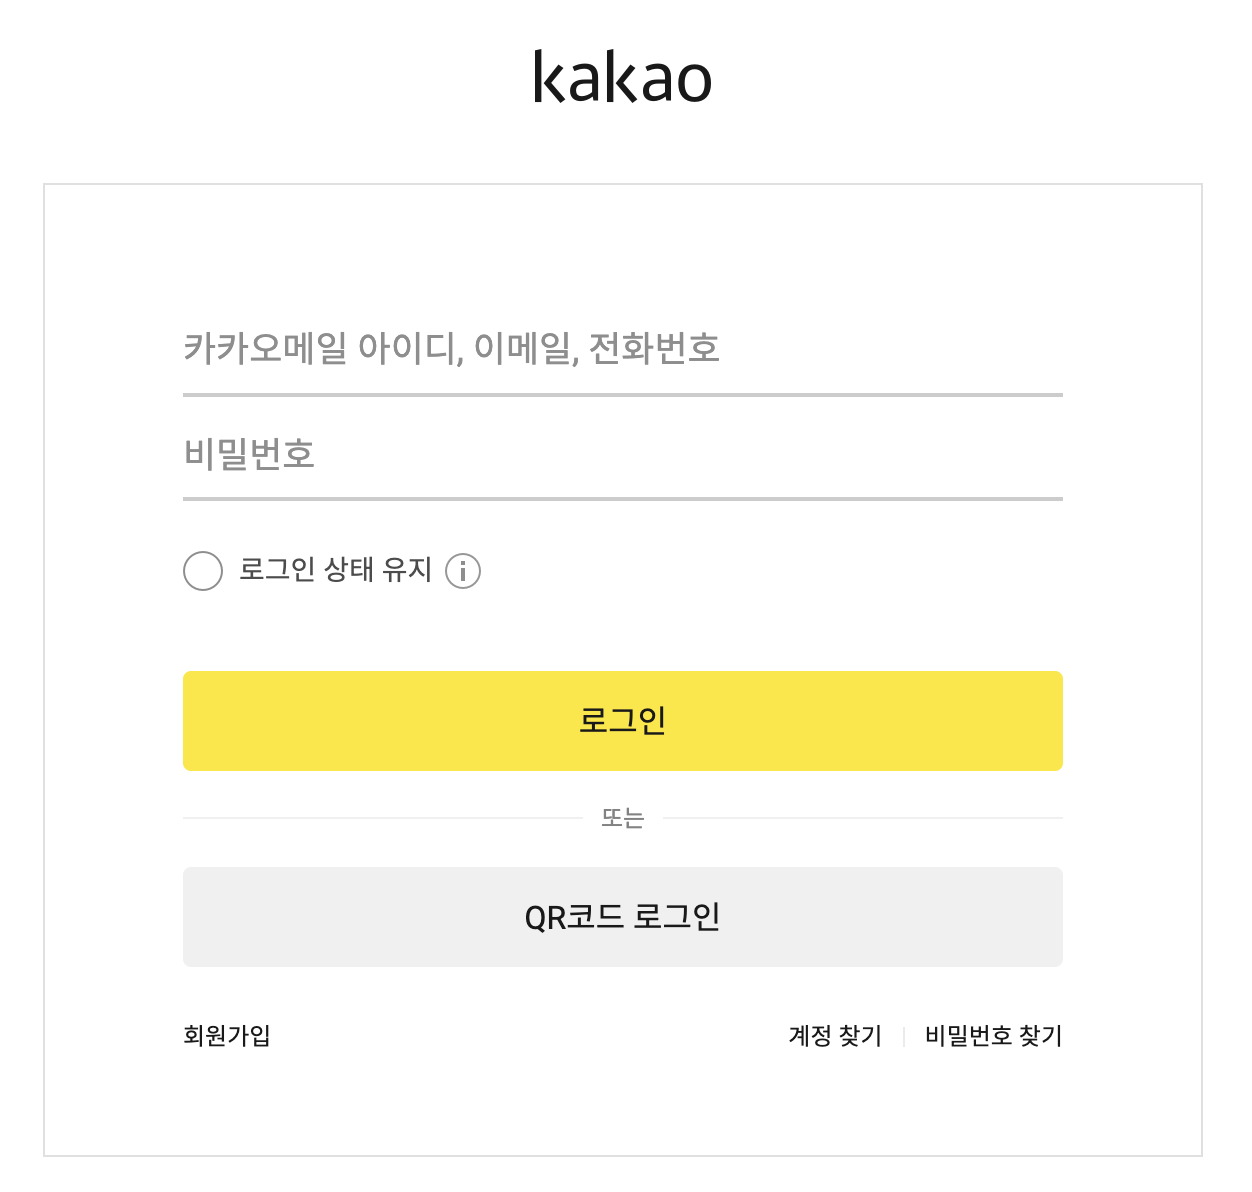 kakao
카카오메일 아이디, 이메일, 전화번호
비밀번호
로그인 상태 유지
로그인
또는
QR코드 로그인
회원가입 계정 찾기 | 비밀번호 찾기